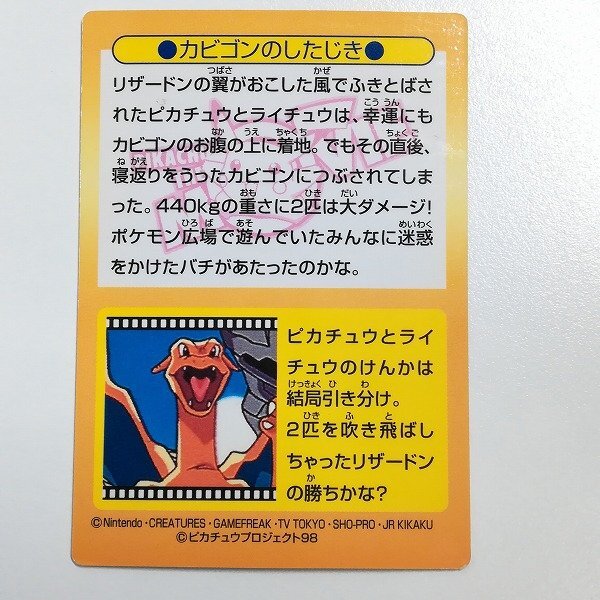 ●カビゴンのしたじき●
リザードンの翼がおこした風でふきとばさ
れたピカチュウとライチュウは、幸運にも
カビゴンのお腹の上に着地。でもその直後、
寝返りをうったカビゴンにつぶされてしま
った。440kgの重さに2匹は大ダメージ!
ポケモン広場で遊んでいたみんなに迷惑
をかけたバチがあたったのかな。
ピカチュウとライ
チュウのけんかは
結局引き分け。
2匹を吹き飛ばし
ちゃったリザードン
の勝ちかな?
©Nintendo・CREATURES・GAMEFREAK・TV TOKYO・SHO-PRO・JR KIKAKU
©ピカチュウプロジェクト98